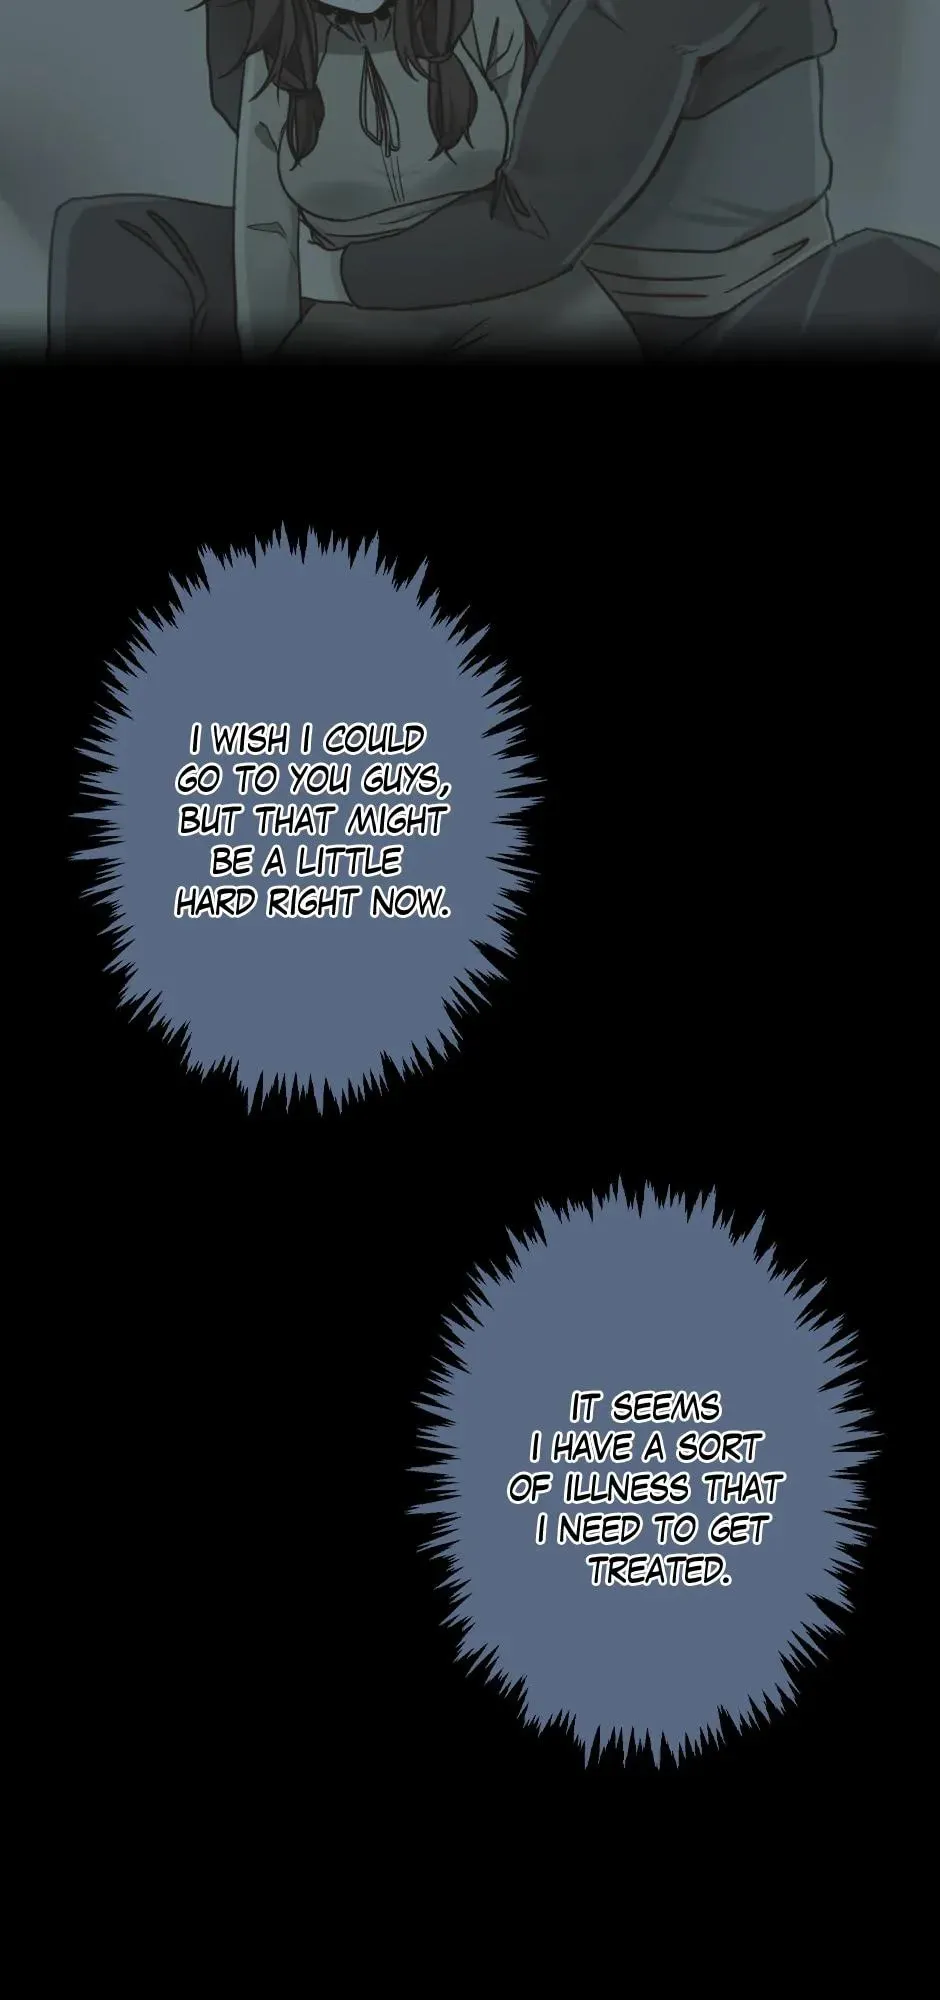 I WISH I COULD
GO TO YOU GUYS,
BUT THAT MIGHT
BE A LITTLE
HARD RIGHT NOW.
IT SEEMS
I HAVE A SORT
OF ILLNESS THAT
I NEED TO GET
TREATED.